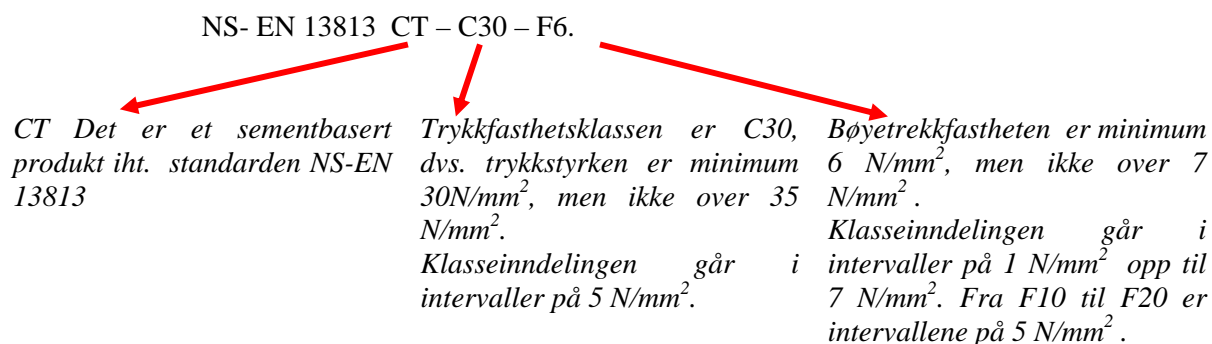 NS- EN 13813 CT – C30 – F6.
CT Det er et sementbasert
produkt iht. standarden NS-EN
13813
Trykkfasthetsklassen er C30,
dvs. trykkstyrken er minimum
30N/mm², men ikke over 35
N/mm².
Klasseinndelingen går i
intervaller på 5 N/mm².
Bøyetrekkfastheten er minimum
6 N/mm², men ikke over 7
N/mm² .
Klasseinndelingen går i
intervaller på 1 N/mm² opp til
7 N/mm². Fra F10 til F20 er
intervallene på 5 N/mm² .